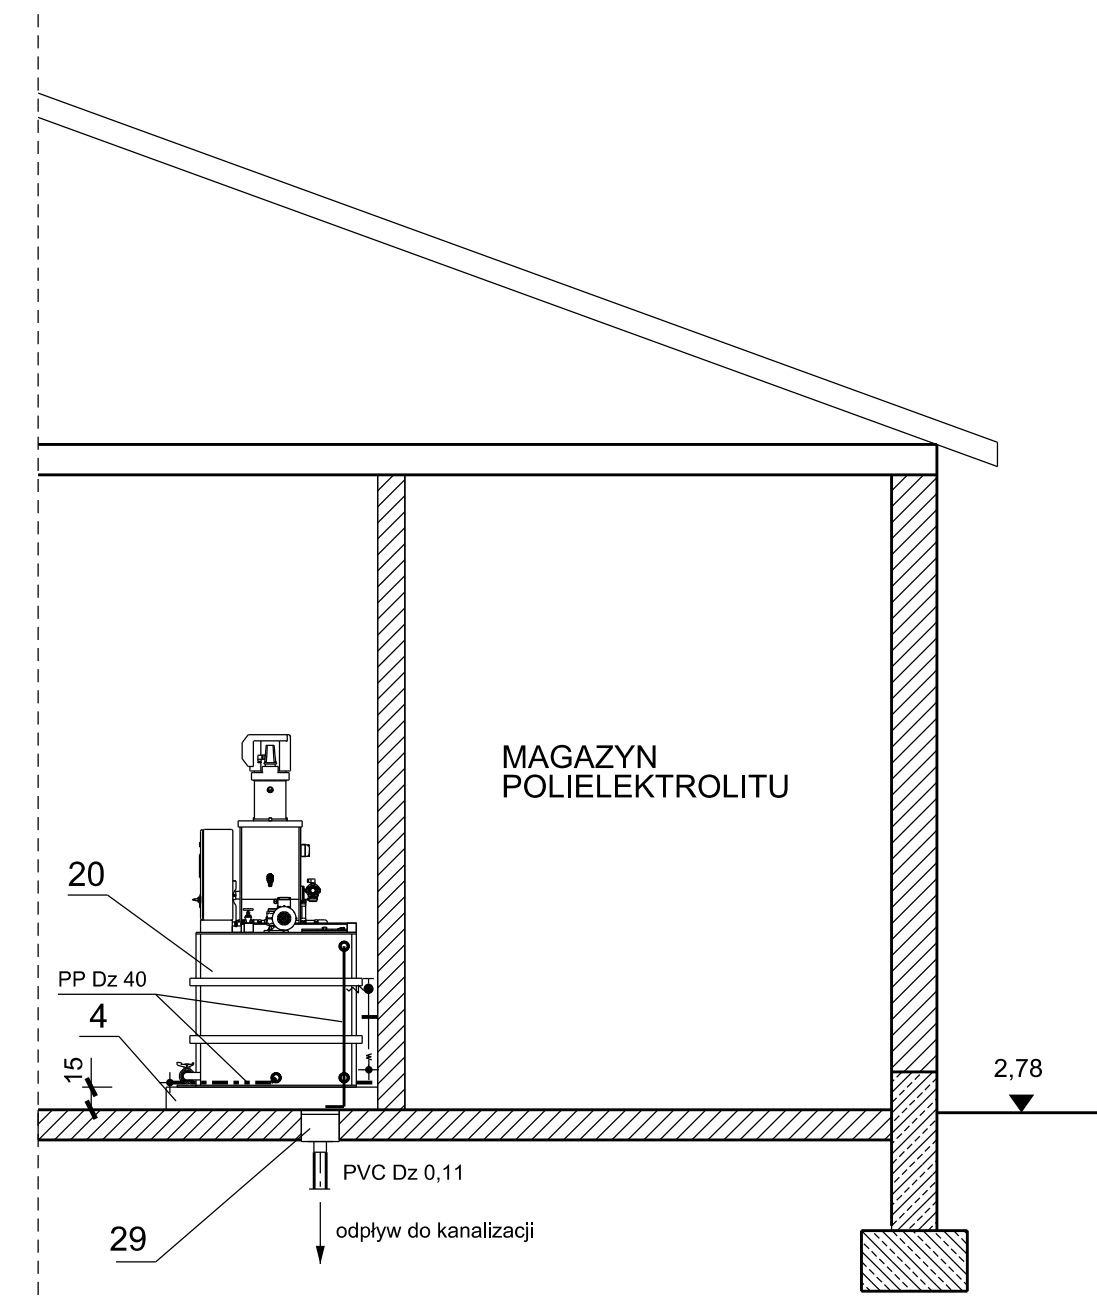 MAGAZYN
POLIELEKTROLITU
20
PP Dz 40
4
15
2,78
PVC Dz 0,11
odpływ do kanalizacji
29